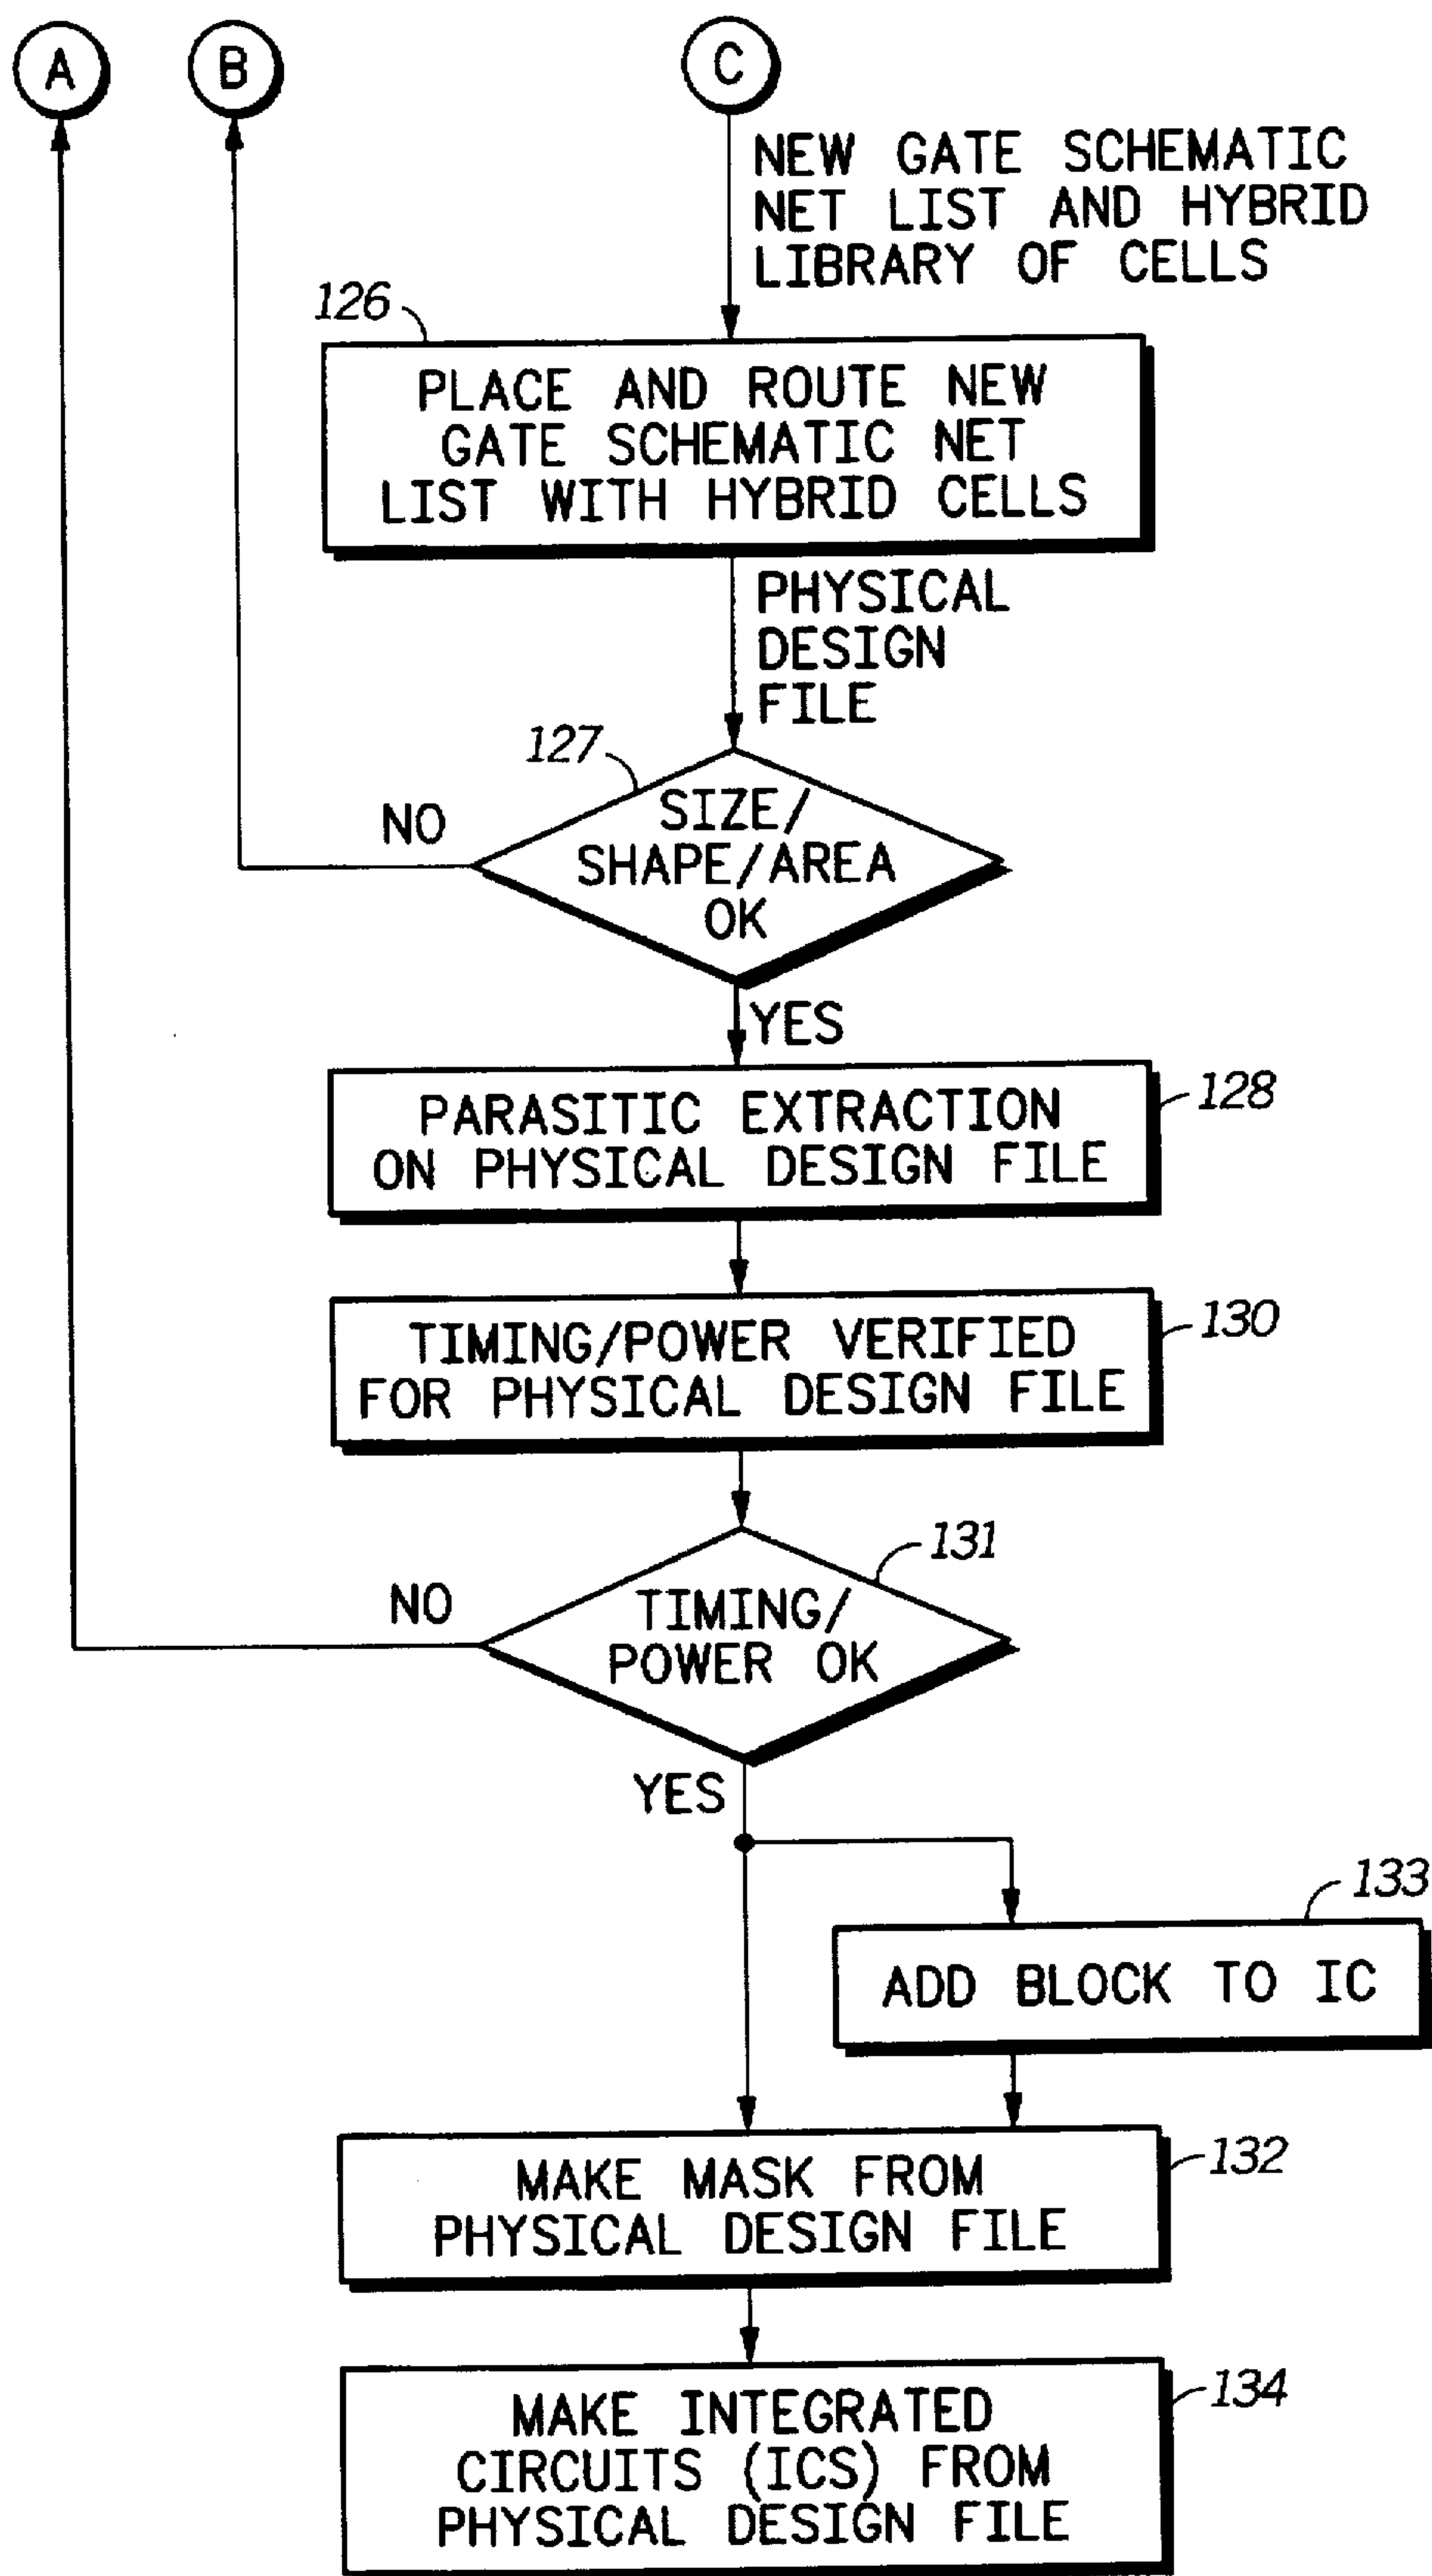 A
B
C
NEW GATE SCHEMATIC
NET LIST AND HYBRID
LIBRARY OF CELLS
126
PLACE AND ROUTE NEW
GATE SCHEMATIC NET
LIST WITH HYBRID CELLS
PHYSICAL
DESIGN
FILE
127
NO
SIZE/
SHAPE/AREA
OK
YES
PARASITIC EXTRACTION
ON PHYSICAL DESIGN FILE
128
TIMING/POWER VERIFIED
FOR PHYSICAL DESIGN FILE
130
131
NO
TIMING/
POWER OK
YES
133
ADD BLOCK TO IC
MAKE MASK FROM
PHYSICAL DESIGN FILE
132
MAKE INTEGRATED
CIRCUITS (ICS) FROM
PHYSICAL DESIGN FILE
134